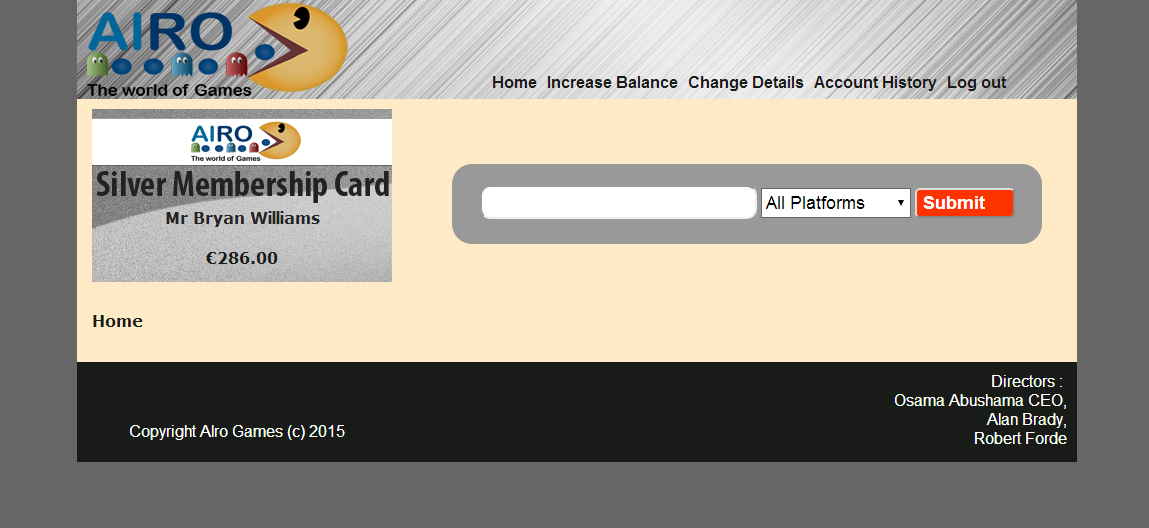 AIRO
The world of Games
Home Increase Balance Change Details Account History Log out
AIRO
The world of Games
Silver Membership Card
Mr Bryan Williams
€286.00
All Platforms
Submit
Home
Directors :
Osama Abushama CEO,
Alan Brady,
Robert Forde
Copyright AIro Games (c) 2015